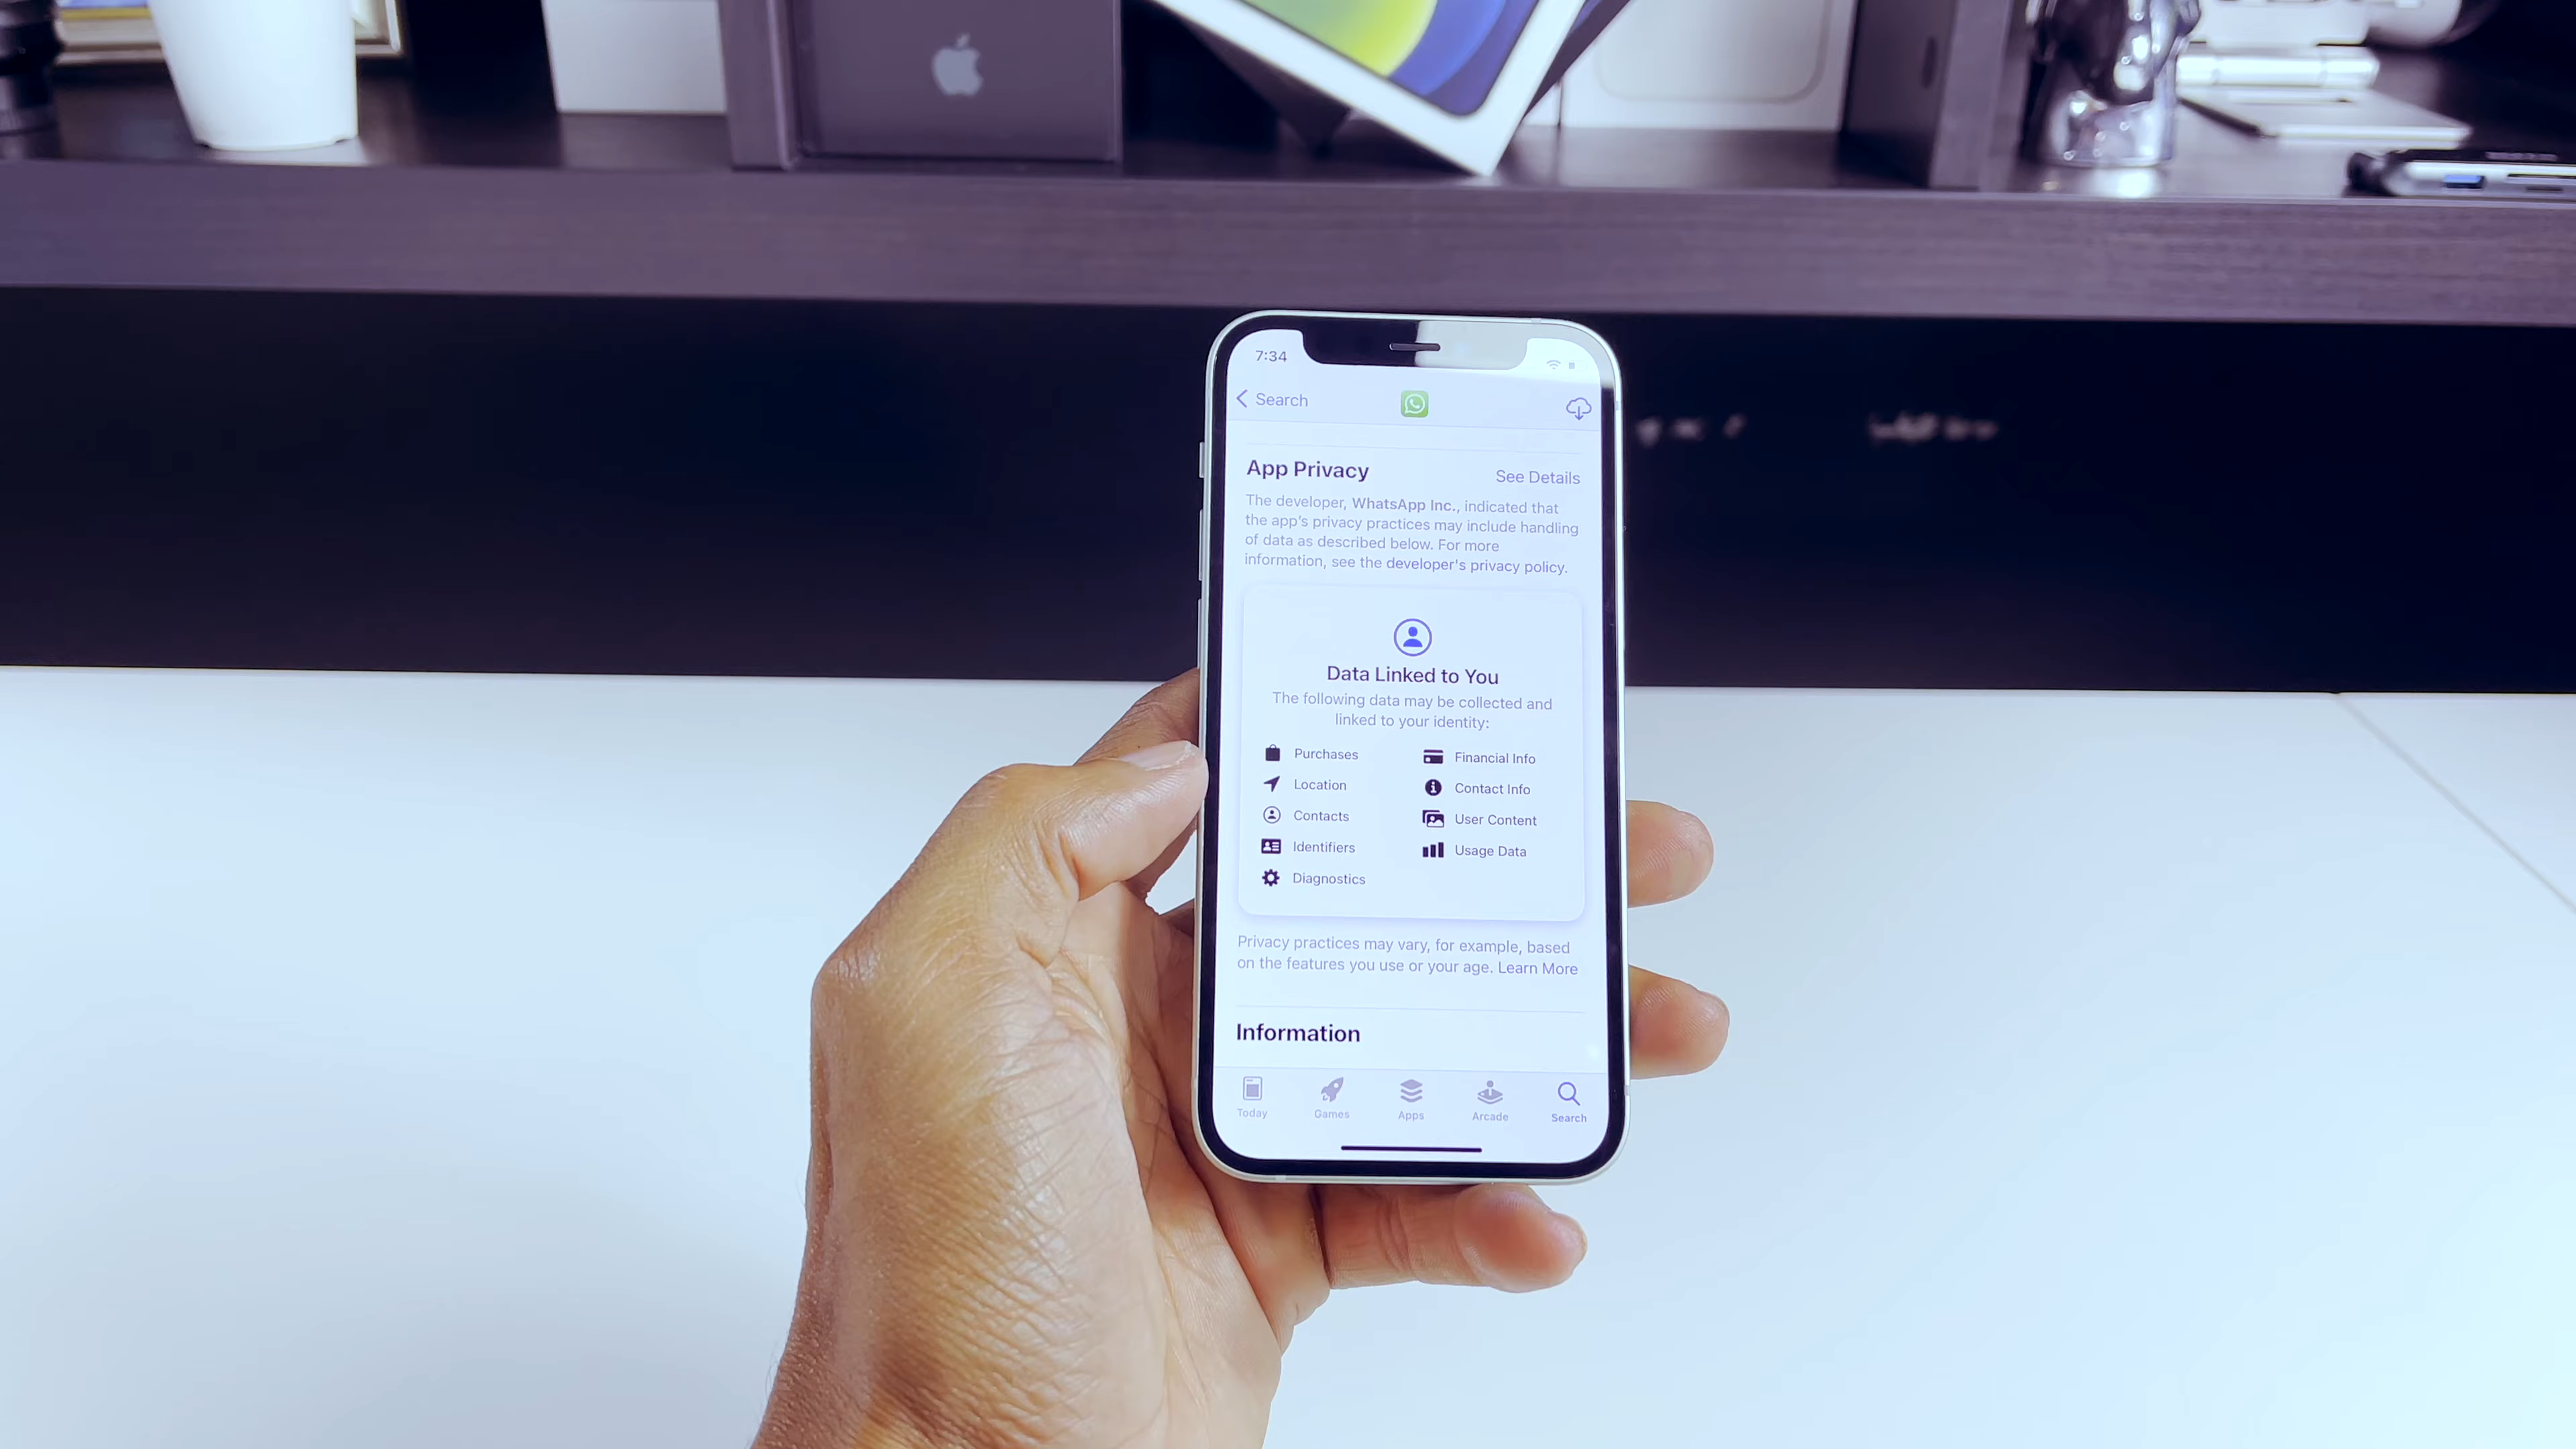 7:34
Search
App Privacy
See Details
The developer, WhatsApp Inc., indicated that
the app's privacy practices may include handling
of data as described below. For more
information, see the developer's privacy policy.
Data Linked to You
The following data may be collected and
linked to your identity:
Purchases
Financial Info
Location
Contact Info
Contacts
User Content
Identifiers
Usage Data
Diagnostics
Privacy practices may vary, for example, based
on the features you use or your age. Learn More
Information
Today
Games
Apps
Arcade
Search